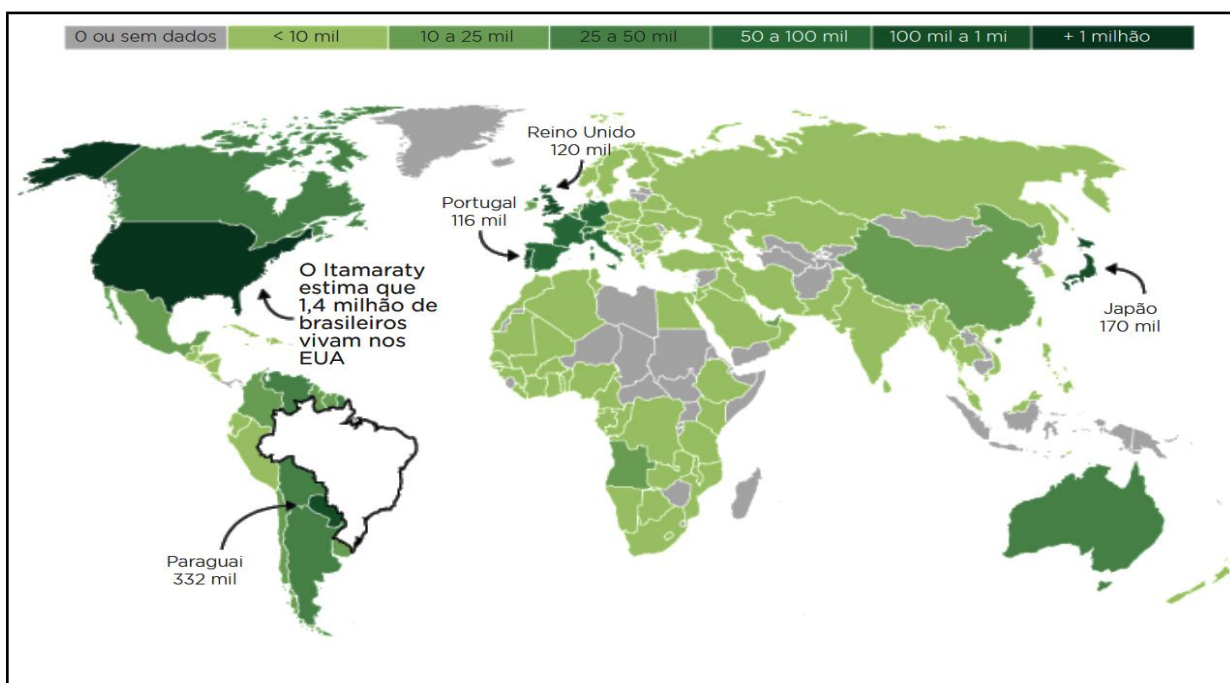 0 ou sem dados
< 10 mil
10 a 25 mil
25 a 50 mil
50 a 100 mil
100 mil a 1 mi
+ 1 milhão
Reino Unido
120 mil
Portugal
116 mil
O Itamaraty
estima que
1,4 milhão de
brasileiros
vivam nos
EUA
Japão
170 mil
Paraguai
332 mil